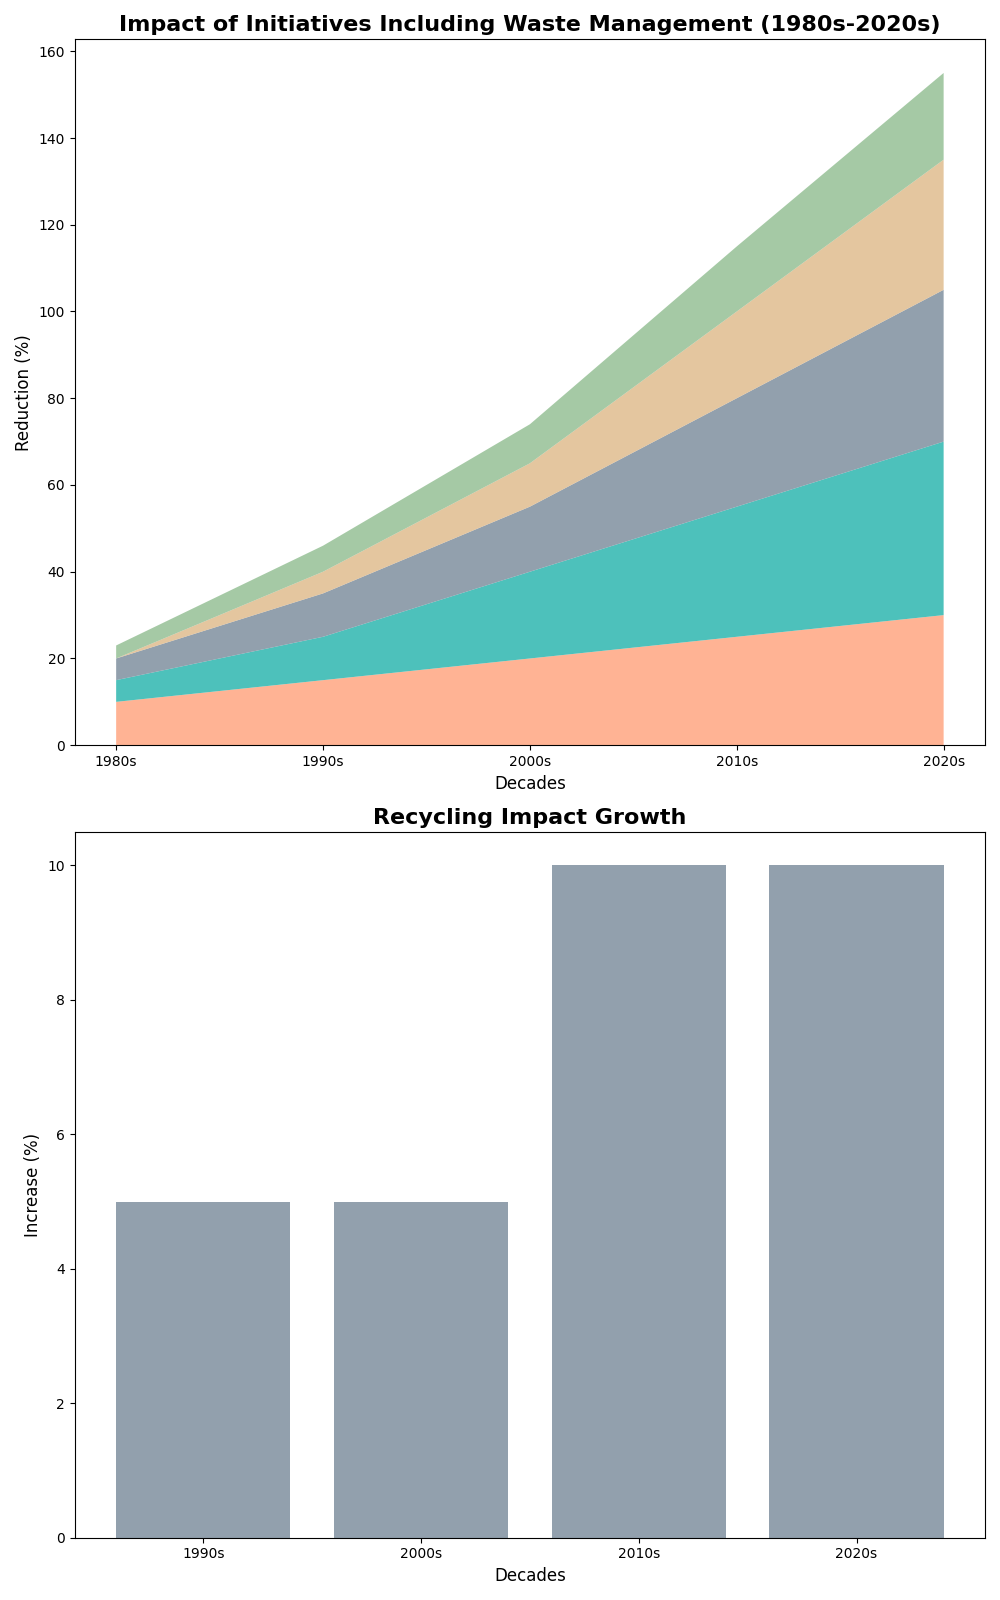 Impact of Initiatives Including Waste Management (1980s-2020s)
160
140
120
100
80
60
40
20
0
Reduction (%)
1980s 1990s 2000s 2010s 2020s
Decades
Recycling Impact Growth
10
8
6
4
2
0
Increase (%)
1990s 2000s 2010s 2020s
Decades